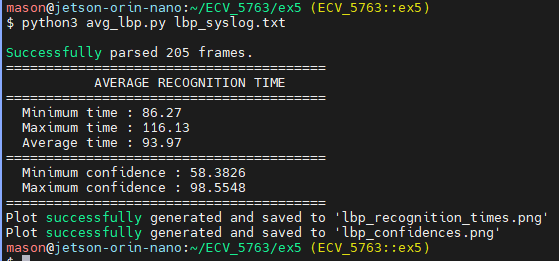 mason@jetson-orin-nano:~/ECV_5763/ex5 (ECV_5763::ex5)
$ python3 avg_lbp.py lbp_syslog.txt
Successfully parsed 205 frames.
========================================
AVERAGE RECOGNITION TIME
========================================
Minimum time : 86.27
Maximum time : 116.13
Average time : 93.97
========================================
Minimum confidence : 58.3826
Maximum confidence : 98.5548
========================================
Plot successfully generated and saved to 'lbp_recognition_times.png'
Plot successfully generated and saved to 'lbp_confidences.png'
mason@jetson-orin-nano:~/ECV_5763/ex5 (ECV_5763::ex5)
$